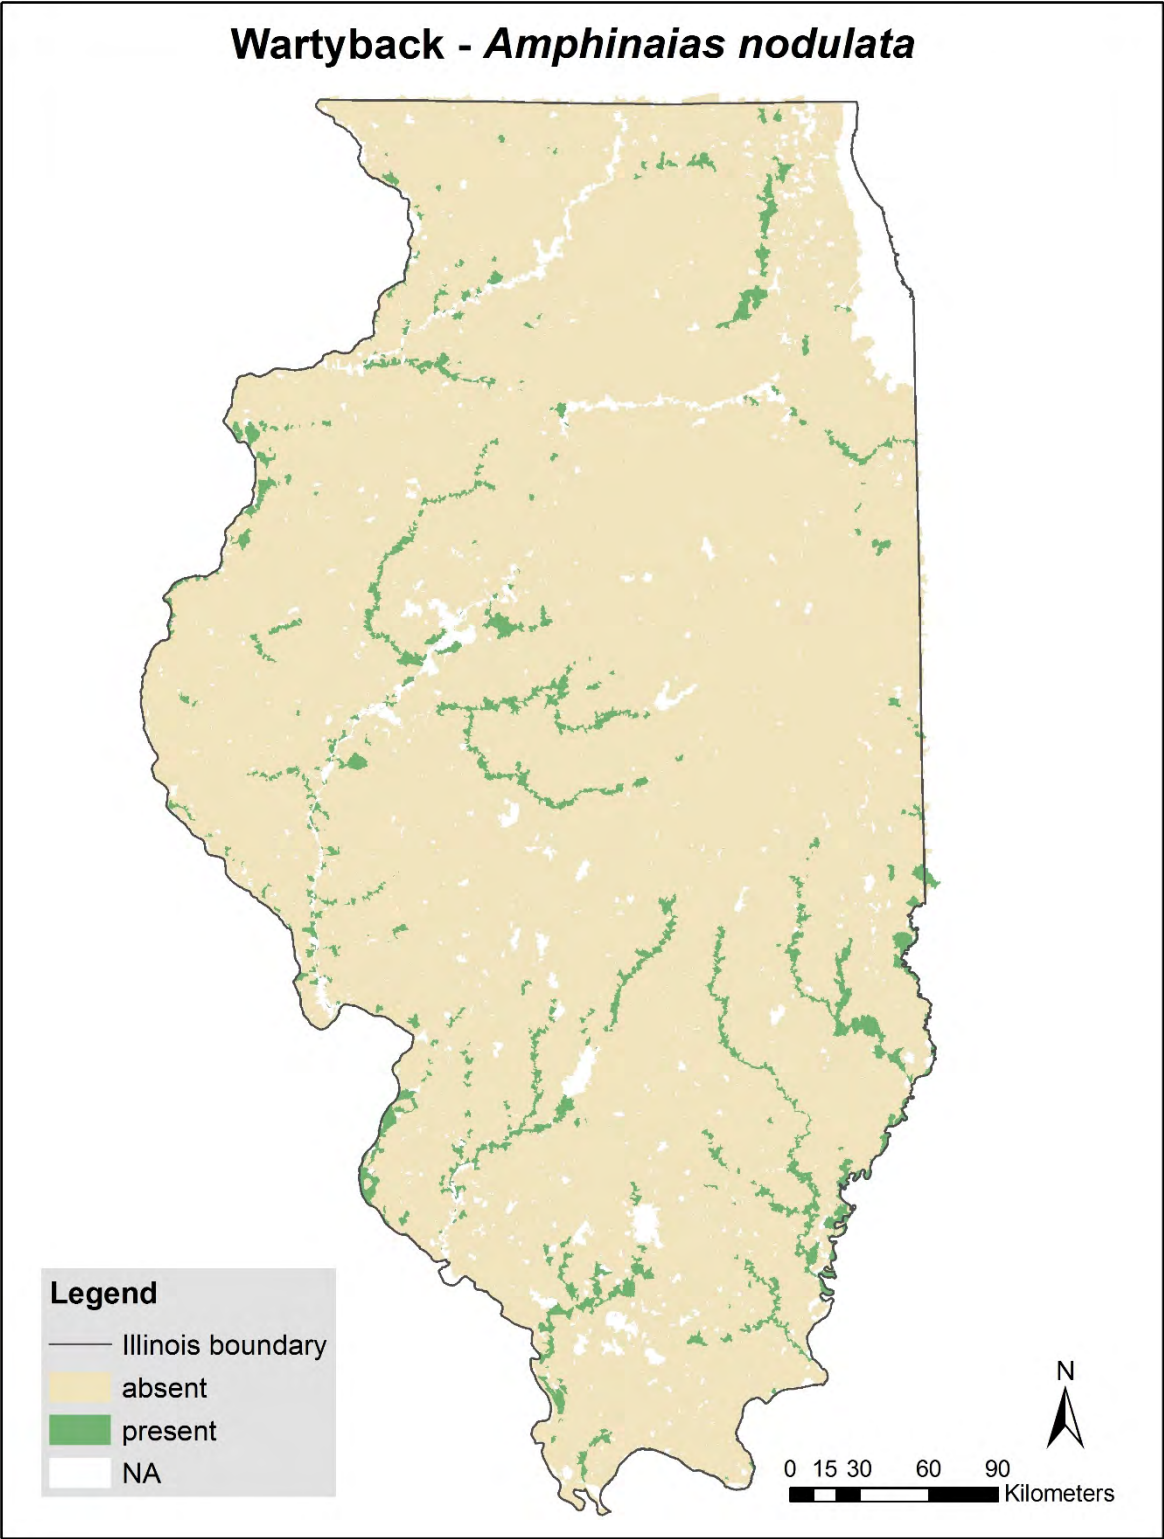 Wartyback - Amphinaias nodulata
Legend
Illinois boundary
absent
present
NA
N
0 15 30 60 90
Kilometers